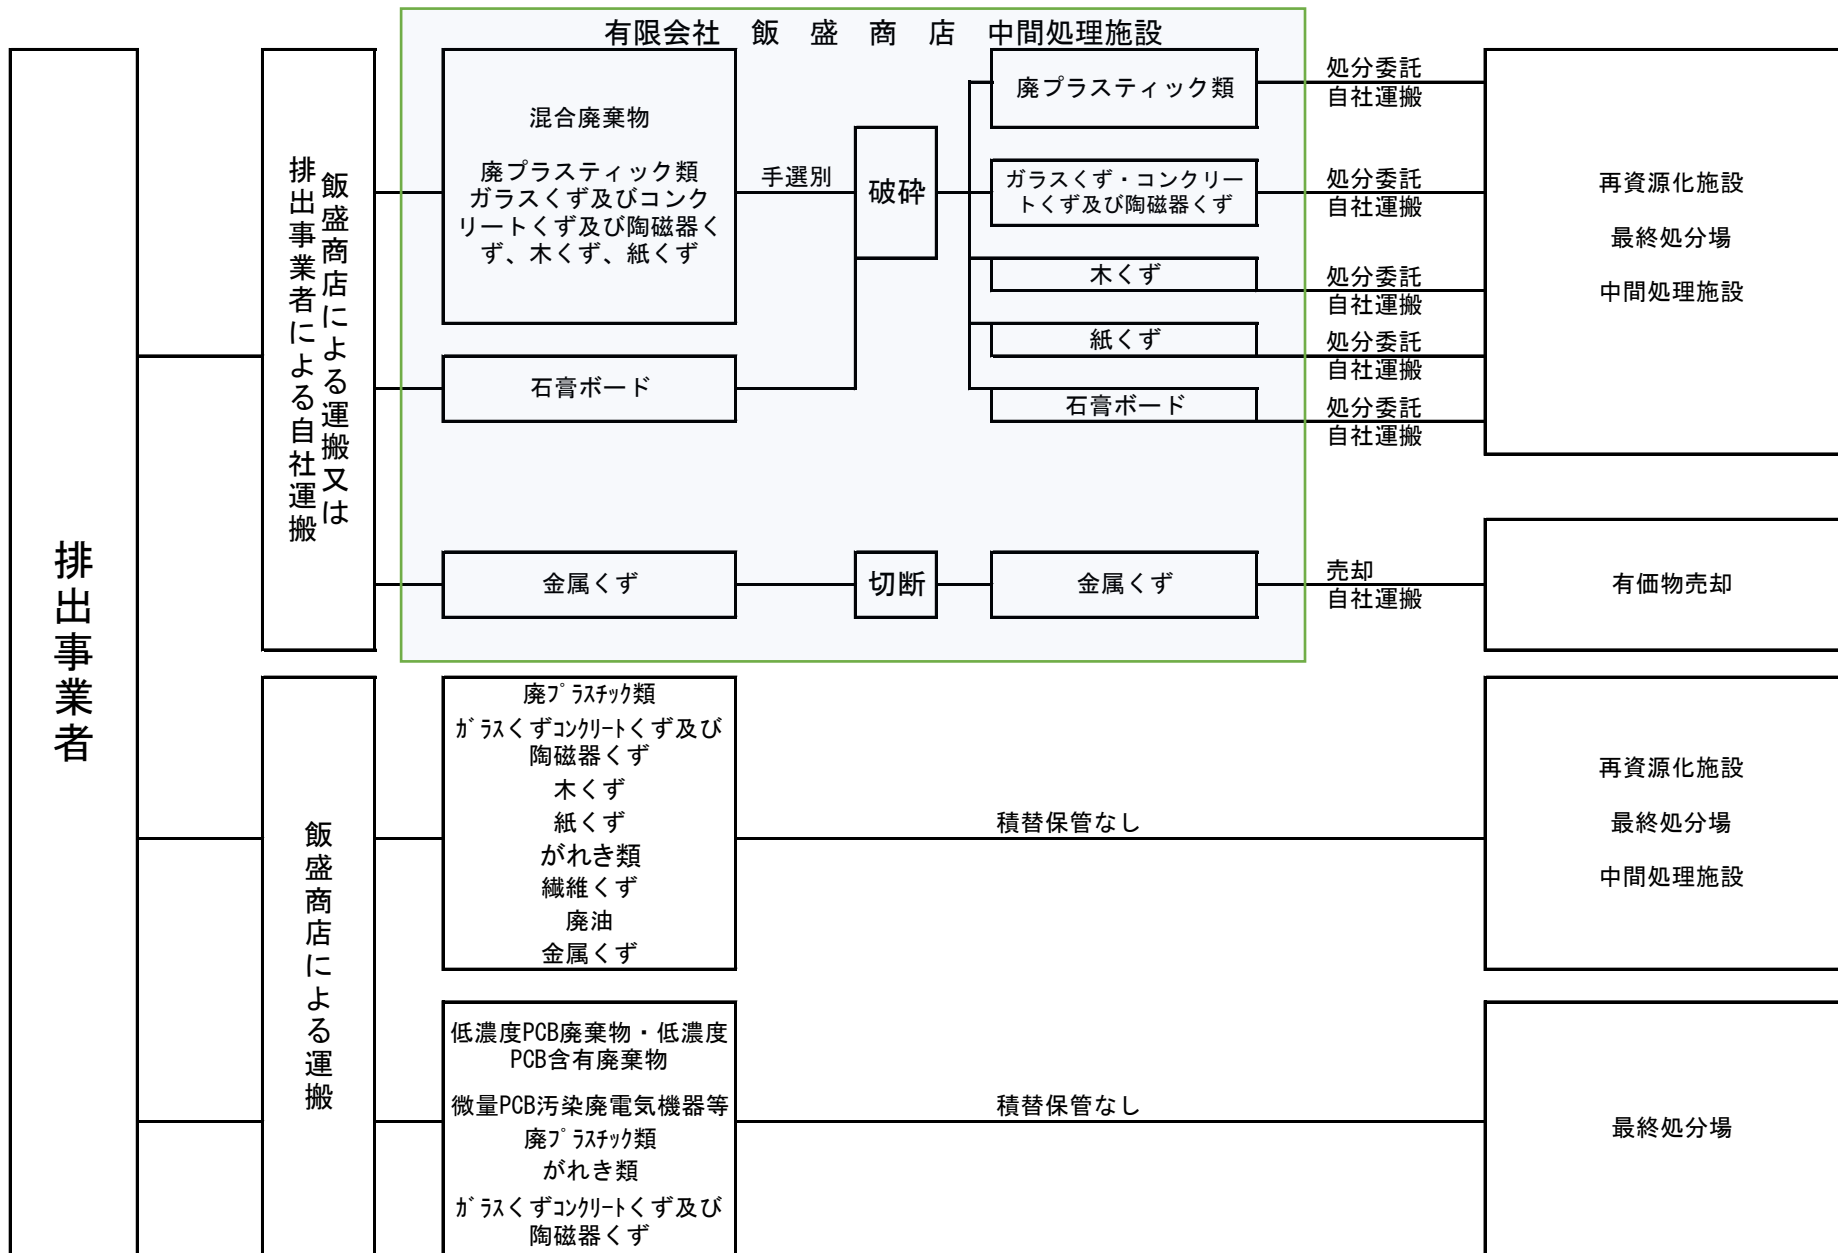 有限会社　飯　盛　商　店　中間処理施設
排出事業者
飯盛商店による運搬又は
排出事業者による自社運搬
混合廃棄物
廃プラスティック類
ガラスくず及びコンク
リートくず及び陶磁器く
ず、木くず、紙くず
手選別
破砕
廃プラスティック類
処分委託
自社運搬
ガラスくず・コンクリー
トくず及び陶磁器くず
処分委託
自社運搬
木くず
処分委託
自社運搬
紙くず
処分委託
自社運搬
石膏ボード
石膏ボード
処分委託
自社運搬
再資源化施設
最終処分場
中間処理施設
金属くず
切断
金属くず
売却
自社運搬
有価物売却
飯盛商店による運搬
廃ﾌﾟﾗｽﾁｯｸ類
ｶﾞﾗｽくずｺﾝｸﾘｰﾄくず及び
陶磁器くず
木くず
紙くず
がれき類
繊維くず
廃油
金属くず
積替保管なし
再資源化施設
最終処分場
中間処理施設
低濃度PCB廃棄物・低濃度
PCB含有廃棄物
微量PCB汚染廃電気機器等
廃ﾌﾟﾗｽﾁｯｸ類
がれき類
ｶﾞﾗｽくずｺﾝｸﾘｰﾄくず及び
陶磁器くず
積替保管なし
最終処分場